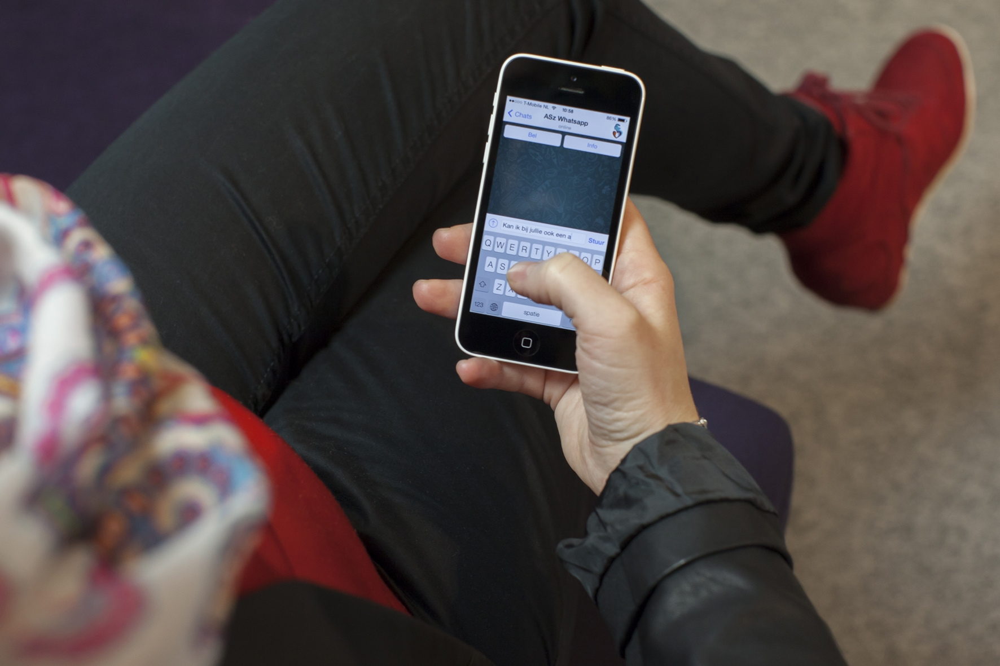 T-Mobile NL 10:58 86%
Chats ASz Whatsapp
online
Bel Info
Kan ik bij jullie ook een a Stuur
Q W E R T Y O P
A S
Z X
123 spatie